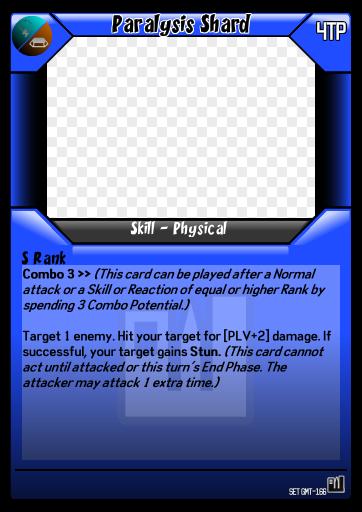 Paralysis Shard
4TP
Skill - Physical
S Rank
Combo 3 >> (This card can be played after a Normal
attack or a Skill or Reaction of equal or higher Rank by
spending 3 Combo Potential.)
Target 1 enemy. Hit your target for [PLV+2] damage. If
successful, your target gains Stun. (This card cannot
act until attacked or this turn's End Phase. The
attacker may attack 1 extra time.)
SET GMT-166